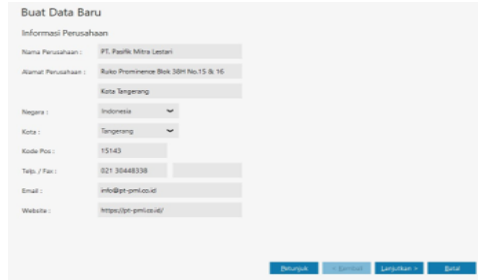 Buat Data Baru
Informasi Perusahaan
Nama Perusahaan : PT. Pasifik Mitra Lestari
Alamat Perusahaan : Ruko Prominence Blok 38H No.15 & 16
Kota Tangerang
Negara : Indonesia
Kota : Tangerang
Kode Pos : 15143
Telp. / Fax : 021 30448338
Email : info@pt-pml.co.id
Website : https://pt-pml.co.id/
Petunjuk < Kembali Lanjutkan > Batal